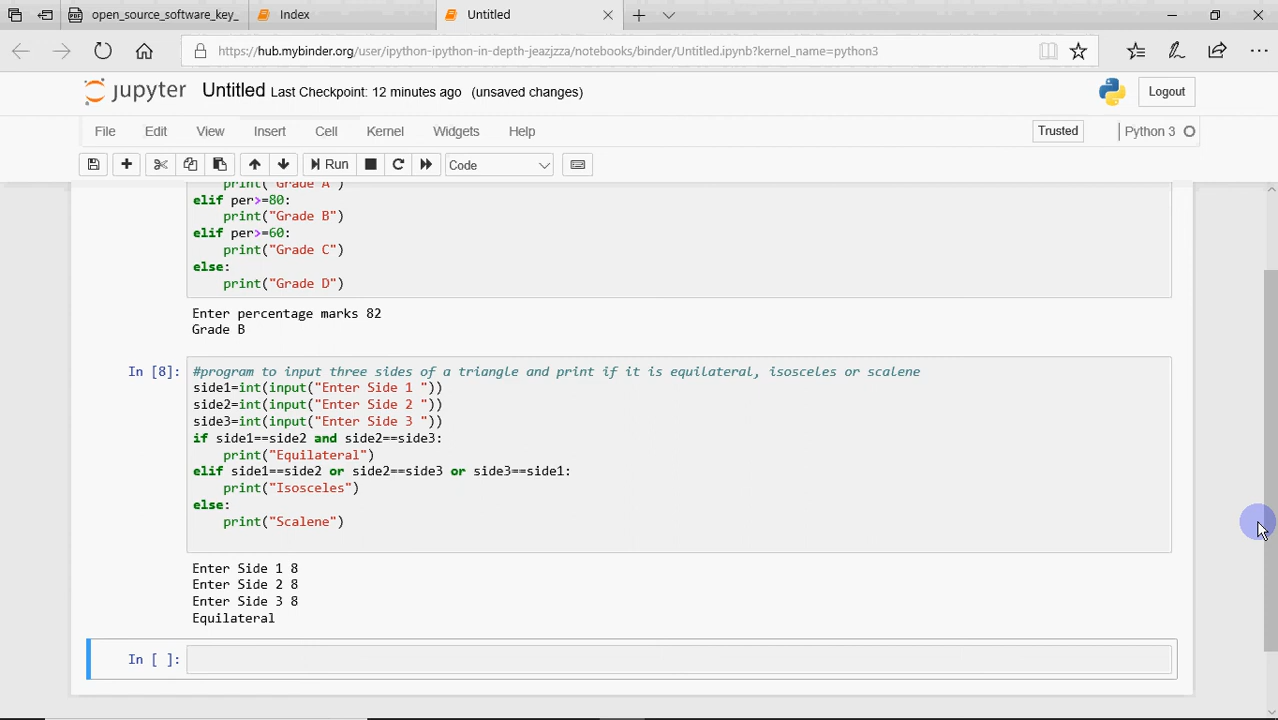 open_source_software_key_
Index
Untitled
https://hub.mybinder.org/user/ipython-ipython-in-depth-jeazjzza/notebooks/binder/Untitled.ipynb?kernel_name=python3
jupyter Untitled Last Checkpoint: 12 minutes ago (unsaved changes)
Logout
File Edit View Insert Cell Kernel Widgets Help
Trusted
Python 3
Run
Code
print("Grade A")
elif per>=80:
print("Grade B")
elif per>=60:
print("Grade C")
else:
print("Grade D")
Enter percentage marks 82
Grade B
In [8]:
#program to input three sides of a triangle and print if it is equilateral, isosceles or scalene
side1=int(input("Enter Side 1 "))
side2=int(input("Enter Side 2 "))
side3=int(input("Enter Side 3 "))
if side1==side2 and side2==side3:
print("Equilateral")
elif side1==side2 or side2==side3 or side3==side1:
print("Isosceles")
else:
print("Scalene")
Enter Side 1 8
Enter Side 2 8
Enter Side 3 8
Equilateral
In [ ]: